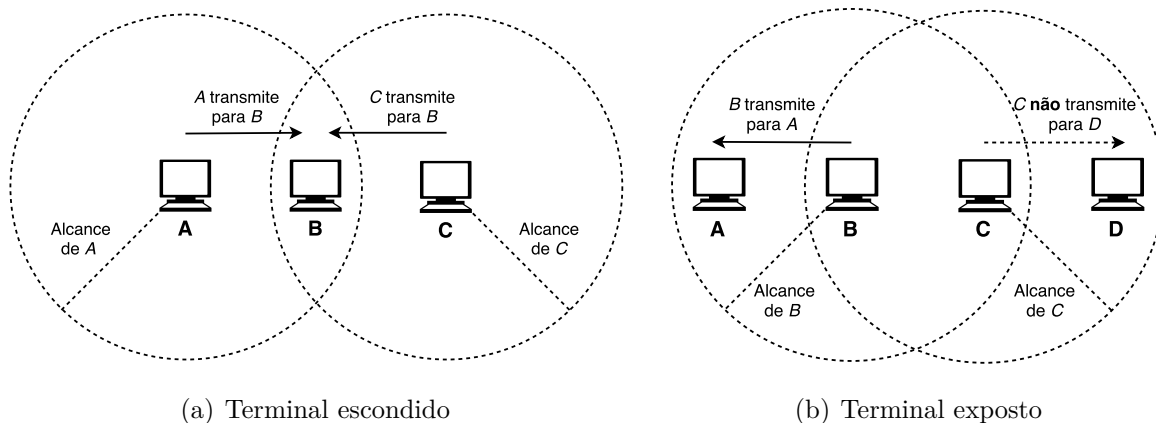 A transmite
para B
C transmite
para B
A
B
C
Alcance
de A
Alcance
de C
(a) Terminal escondido
B transmite
para A
C não transmite
para D
A
B
C
D
Alcance
de B
Alcance
de C
(b) Terminal exposto